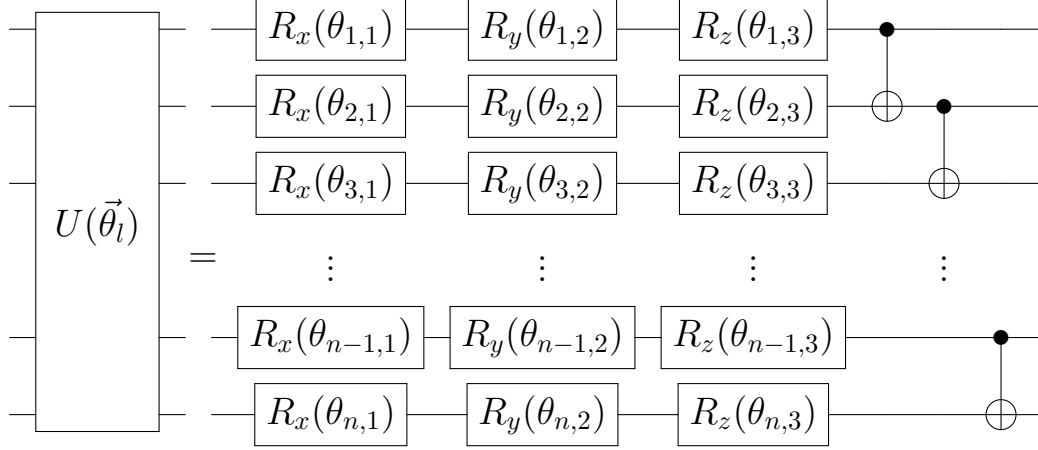 R_x(θ_{1,1}) R_y(θ_{1,2}) R_z(θ_{1,3})
R_x(θ_{2,1}) R_y(θ_{2,2}) R_z(θ_{2,3})
R_x(θ_{3,1}) R_y(θ_{3,2}) R_z(θ_{3,3})
U(\vec{θ}_l) = ⋮ ⋮ ⋮ ⋮
R_x(θ_{n−1,1}) R_y(θ_{n−1,2}) R_z(θ_{n−1,3})
R_x(θ_{n,1}) R_y(θ_{n,2}) R_z(θ_{n,3})